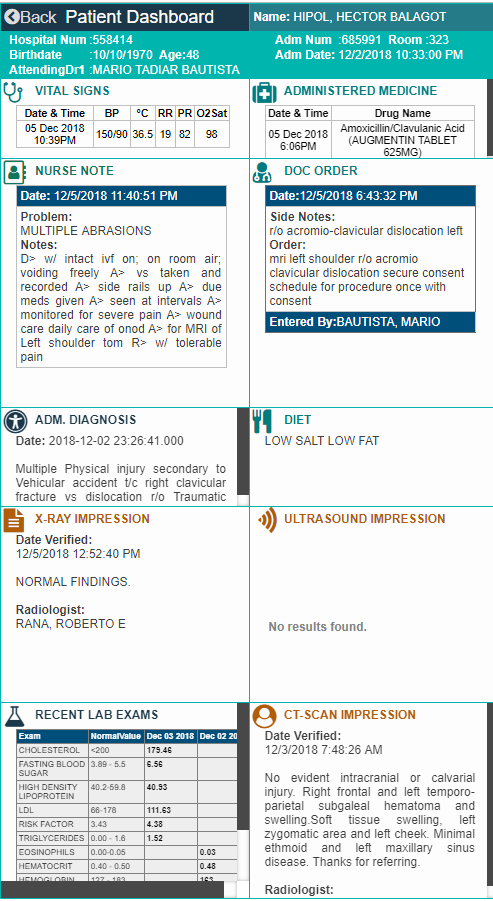 Back Patient Dashboard
Name: HIPOL, HECTOR BALAGOT
Hospital Num :558414
Adm Num :685991 Room :323
Birthdate :10/10/1970 Age:48
Adm Date: 12/2/2018 10:33:00 PM
AttendingDr1 :MARIO TADIAR BAUTISTA
VITAL SIGNS
Date & Time BP °C RR PR O2Sat
05 Dec 2018 10:39PM 150/90 36.5 19 82 98
ADMINISTERED MEDICINE
Date & Time Drug Name
05 Dec 2018 6:06PM Amoxicillin/Clavulanic Acid (AUGMENTIN TABLET 625MG)
NURSE NOTE
Date: 12/5/2018 11:40:51 PM
Problem:
MULTIPLE ABRASIONS
Notes:
D> w/ intact ivf on; on room air;
voiding freely A> vs taken and
recorded A> side rails up A> due
meds given A> seen at intervals A>
monitored for severe pain A> wound
care daily care of onod A> for MRI of
Left shoulder tom R> w/ tolerable
pain
DOC ORDER
Date:12/5/2018 6:43:32 PM
Side Notes:
r/o acromio-clavicular dislocation left
Order:
mri left shoulder r/o acromio
clavicular dislocation secure consent
schedule for procedure once with
consent
Entered By:BAUTISTA, MARIO
ADM. DIAGNOSIS
Date: 2018-12-02 23:26:41.000
Multiple Physical injury secondary to
Vehicular accident t/c right clavicular
fracture vs dislocation r/o Traumatic
DIET
LOW SALT LOW FAT
X-RAY IMPRESSION
Date Verified:
12/5/2018 12:52:40 PM
NORMAL FINDINGS.
Radiologist:
RANA, ROBERTO E
ULTRASOUND IMPRESSION
No results found.
RECENT LAB EXAMS
Exam NormalValue Dec 03 2018 Dec 02 20
CHOLESTEROL <200 179.46
FASTING BLOOD SUGAR 3.89 - 5.5 6.56
HIGH DENSITY LIPOPROTEIN 40.2-59.8 40.93
LDL 66-178 111.63
RISK FACTOR 3.43 4.38
TRIGLYCERIDES 0.00 - 1.6 1.52
EOSINOPHILS 0.00-0.05 0.03
HEMATOCRIT 0.40 - 0.50 0.48
HEMOGLOBIN 127 - 183 163
CT-SCAN IMPRESSION
Date Verified:
12/3/2018 7:48:26 AM
No evident intracranial or calvarial
injury. Right frontal and left temporo-
parietal subgaleal hematoma and
swelling.Soft tissue swelling, left
zygomatic area and left cheek. Minimal
ethmoid and left maxillary sinus
disease. Thanks for referring.
Radiologist: